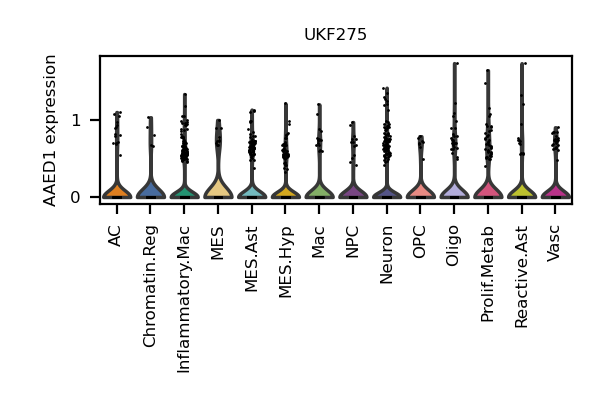 UKF275
AAED1 expression
1
0
AC
Chromatin.Reg
Inflammatory.Mac
MES
MES.Ast
MES.Hyp
Mac
NPC
Neuron
OPC
Oligo
Prolif.Metab
Reactive.Ast
Vasc